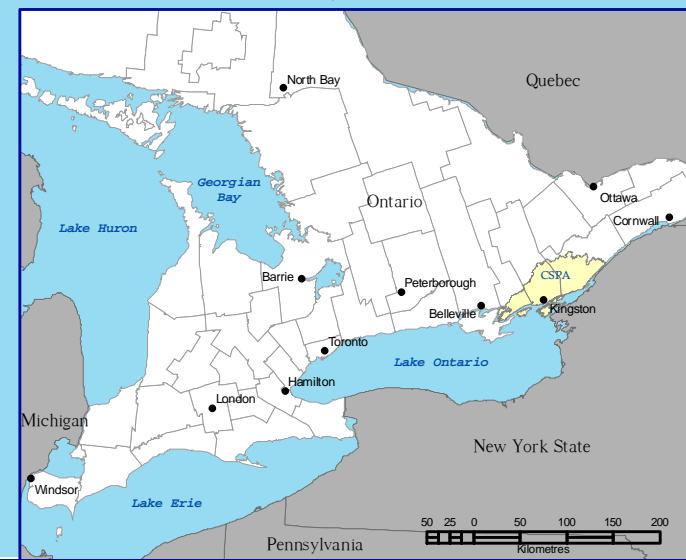 North Bay
Quebec
Georgian
Bay
Ontario
Ottawa
Cornwall
Lake Huron
Barrie
CSPA
Peterborough
Belleville
Kingston
Toronto
Lake Ontario
Hamilton
London
Michigan
New York State
Windsor
Lake Erie
50 25 0 50 100 150 200
Kilometres
Pennsylvania